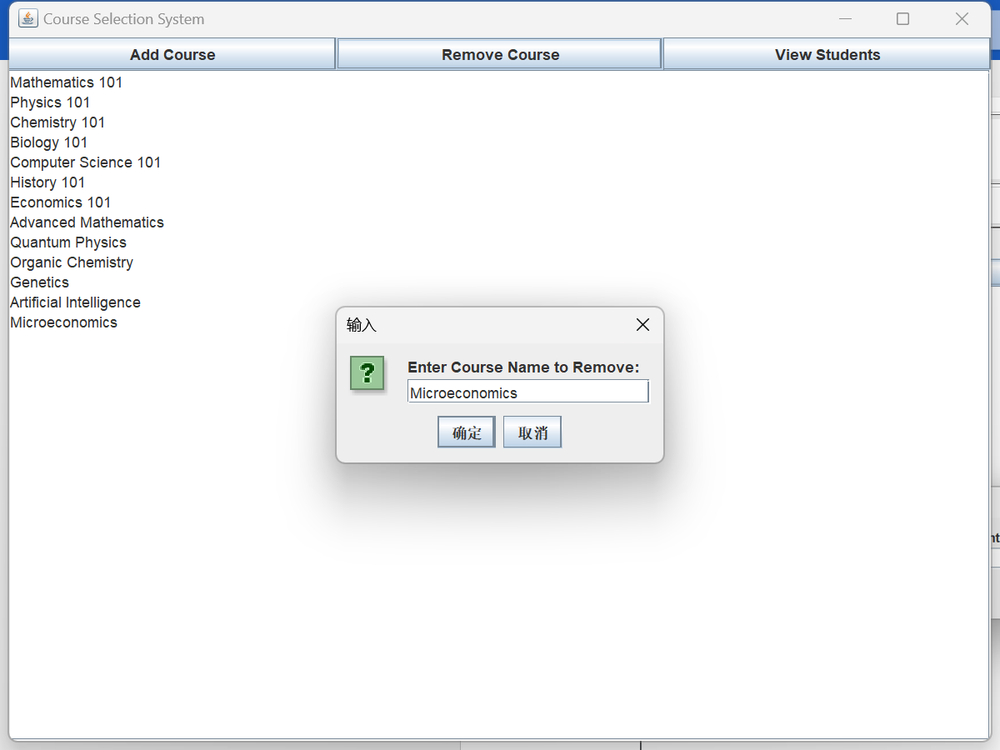 Course Selection System
Add Course Remove Course View Students
Mathematics 101
Physics 101
Chemistry 101
Biology 101
Computer Science 101
History 101
Economics 101
Advanced Mathematics
Quantum Physics
Organic Chemistry
Genetics
Artificial Intelligence
Microeconomics
输入
?
Enter Course Name to Remove:
Microeconomics
确定 取消